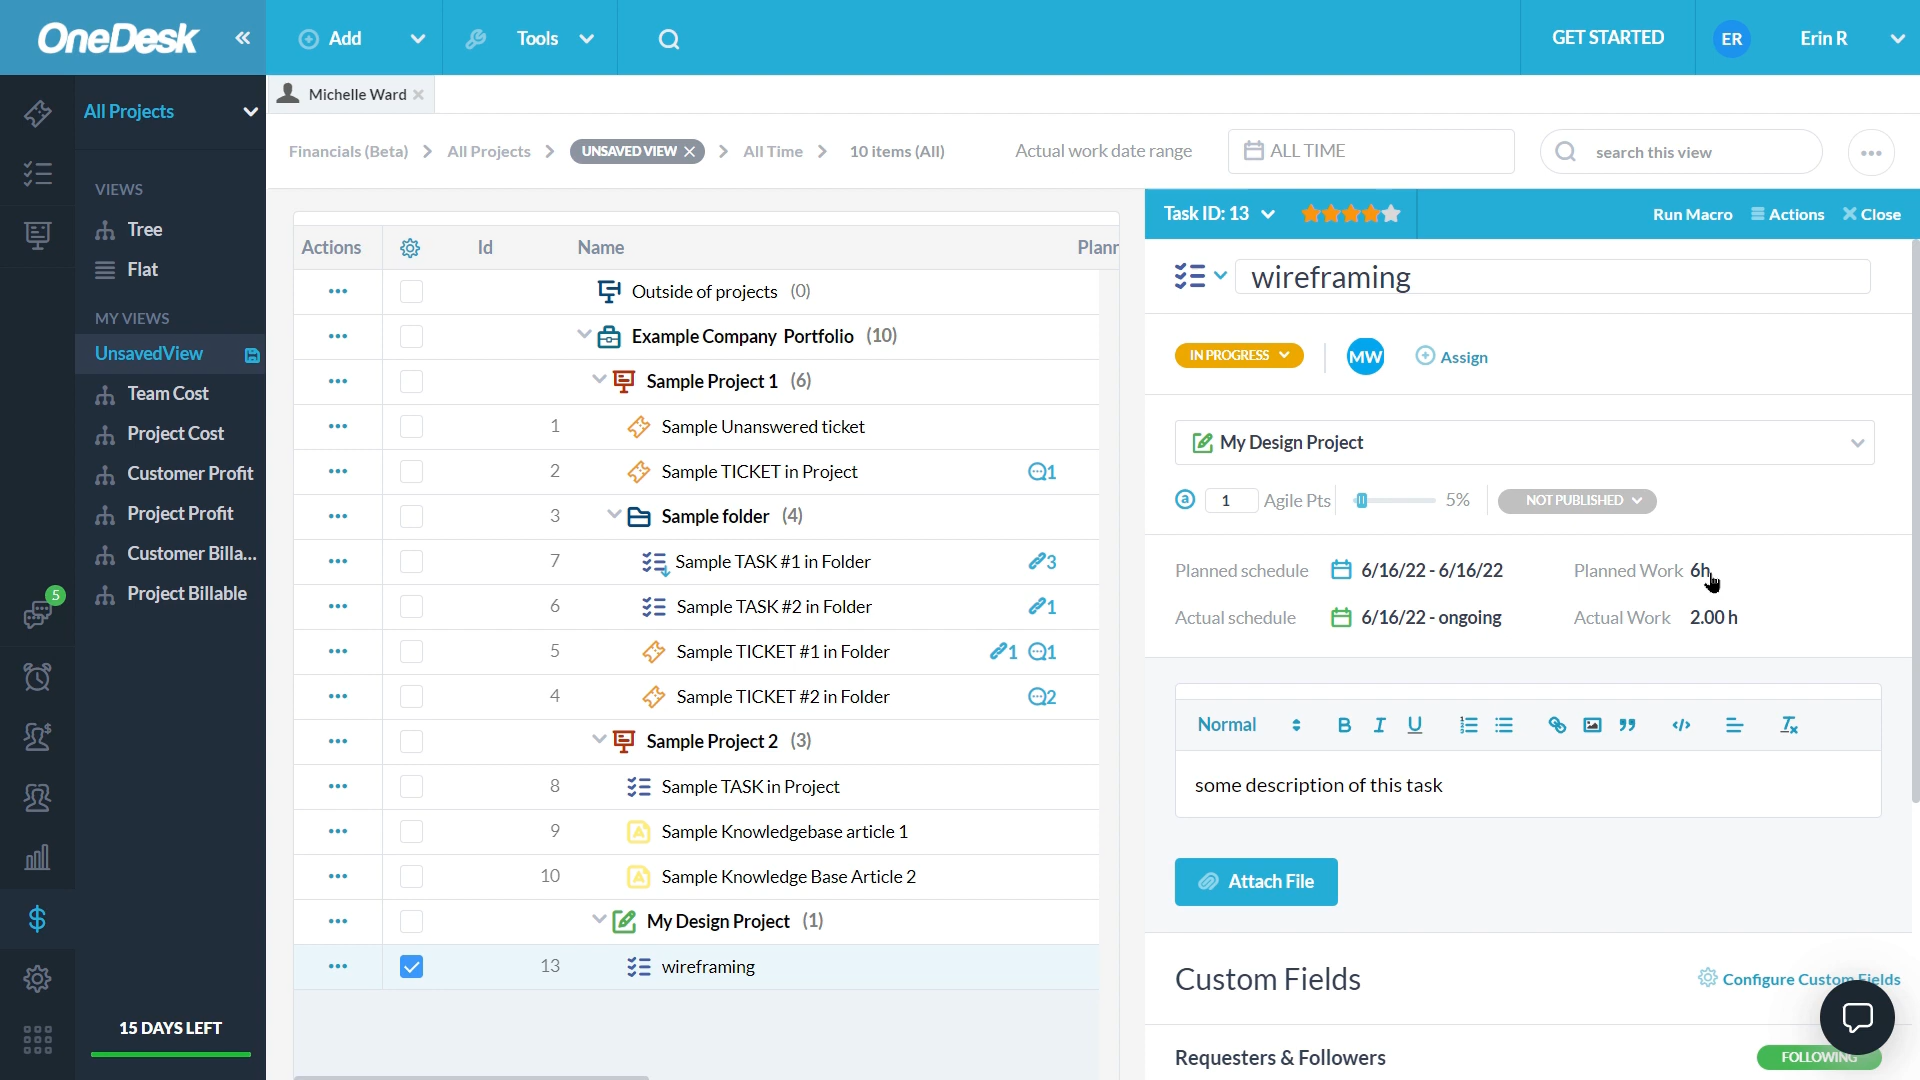 OneDesk
Add
Tools
GET STARTED
ER
Erin R
All Projects
VIEWS
Tree
Flat
MY VIEWS
UnsavedView
Team Cost
Project Cost
Customer Profit
Project Profit
Customer Billa...
Project Billable
5
15 DAYS LEFT
Michelle Ward
Financials (Beta) > All Projects > UNSAVED VIEW > All Time > 10 items (All)
Actual work date range
ALL TIME
search this view
Actions Id Name Planr
Outside of projects (0)
Example Company Portfolio (10)
Sample Project 1 (6)
1 Sample Unanswered ticket
2 Sample TICKET in Project 1
3 Sample folder (4)
7 Sample TASK #1 in Folder 3
6 Sample TASK #2 in Folder 1
5 Sample TICKET #1 in Folder 1 1
4 Sample TICKET #2 in Folder 2
Sample Project 2 (3)
8 Sample TASK in Project
9 Sample Knowledgebase article 1
10 Sample Knowledge Base Article 2
My Design Project (1)
13 wireframing
Task ID: 13
Run Macro Actions Close
wireframing
IN PROGRESS
MW
Assign
My Design Project
a 1 Agile Pts 5% NOT PUBLISHED
Planned schedule 6/16/22 - 6/16/22 Planned Work 6h
Actual schedule 6/16/22 - ongoing Actual Work 2.00 h
Normal B I U
some description of this task
Attach File
Custom Fields
Configure Custom Fields
Requesters & Followers
FOLLOWING